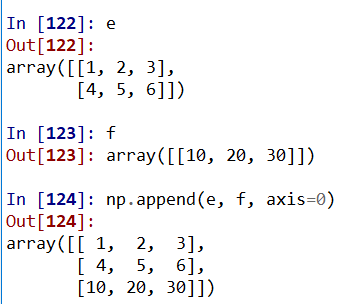 In [122]: e
Out[122]:
array([[1, 2, 3],
       [4, 5, 6]])
In [123]: f
Out[123]: array([[10, 20, 30]])
In [124]: np.append(e, f, axis=0)
Out[124]:
array([[ 1,  2,  3],
       [ 4,  5,  6],
       [10, 20, 30]])